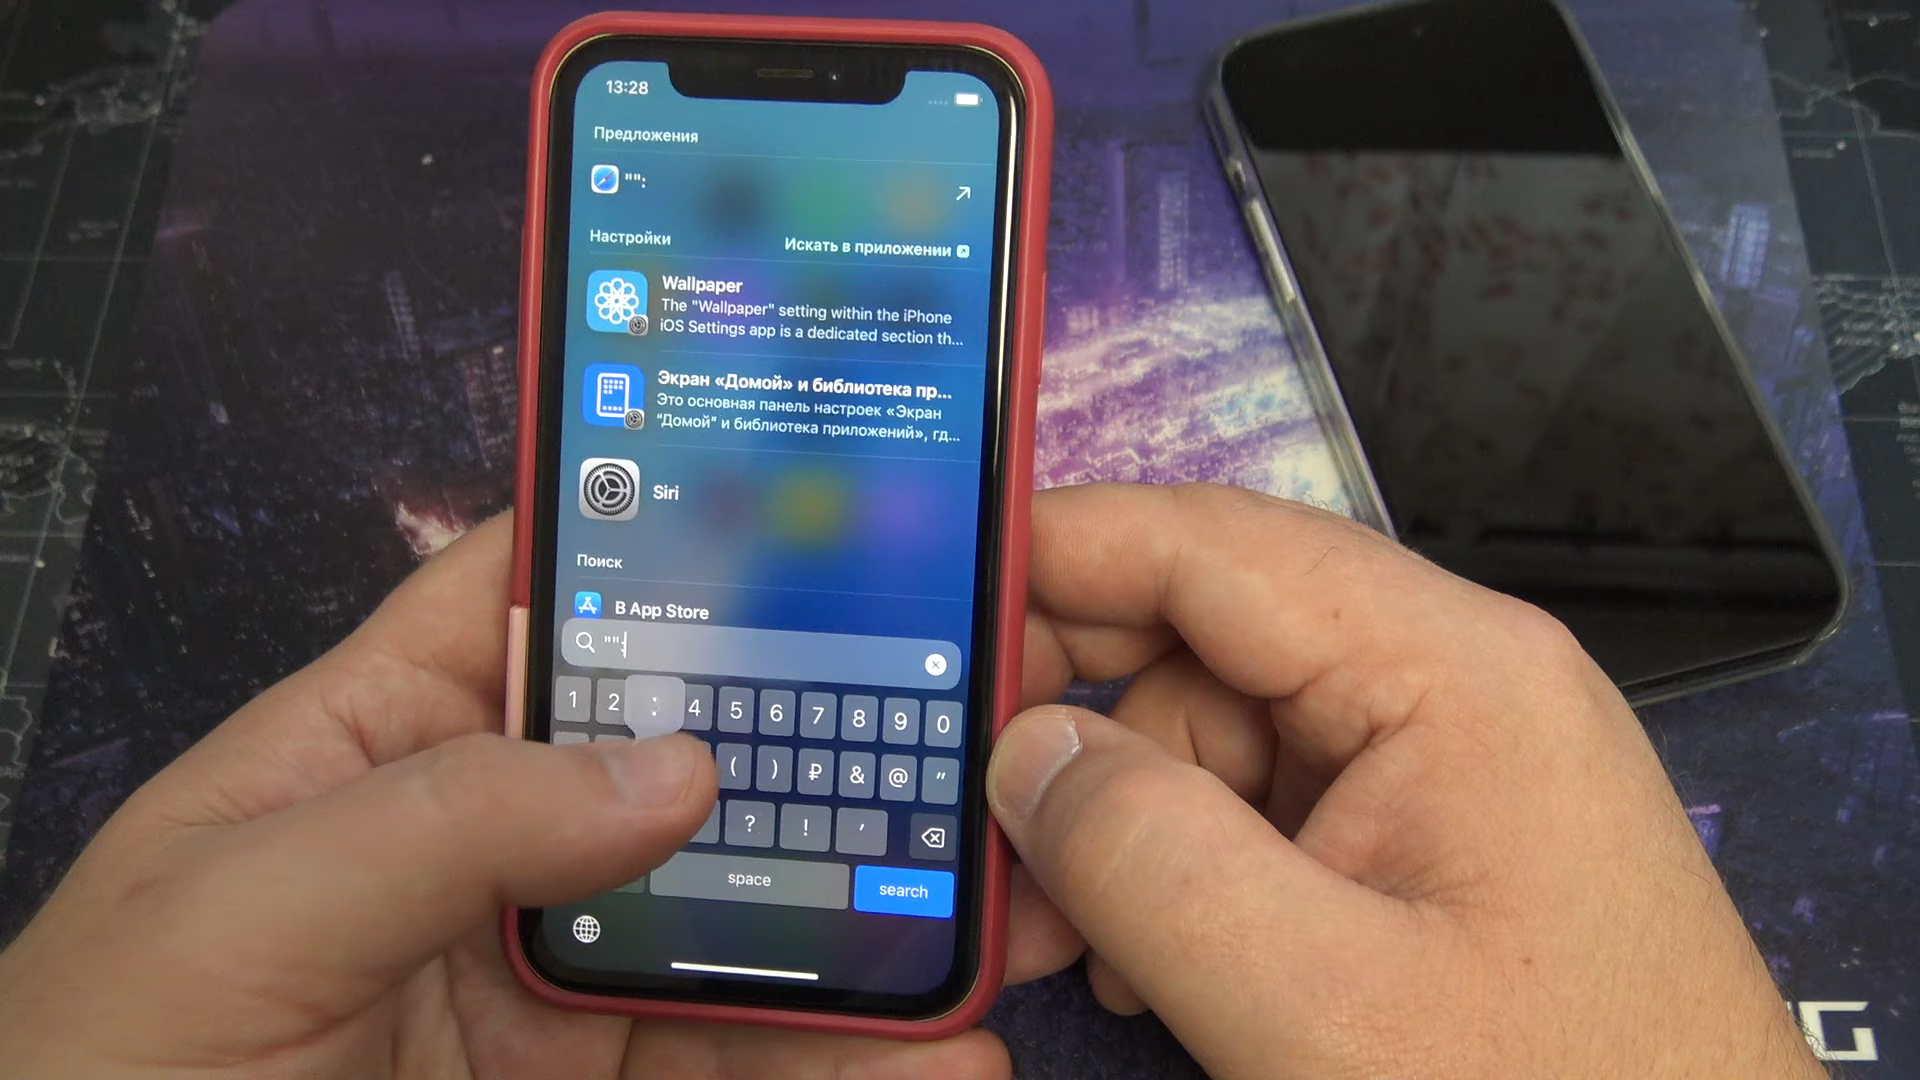 13:28
Предложения
"":
Настройки
Искать в приложении
Wallpaper
The "Wallpaper" setting within the iPhone
iOS Settings app is a dedicated section th...
Экран «Домой» и библиотека пр...
Это основная панель настроек «Экран
"Домой" и библиотека приложений», гд...
Siri
Поиск
В App Store
"":
1 2 : 4 5 6 7 8 9 0
( ) ₽ & @ "
? ! '
space
search
G